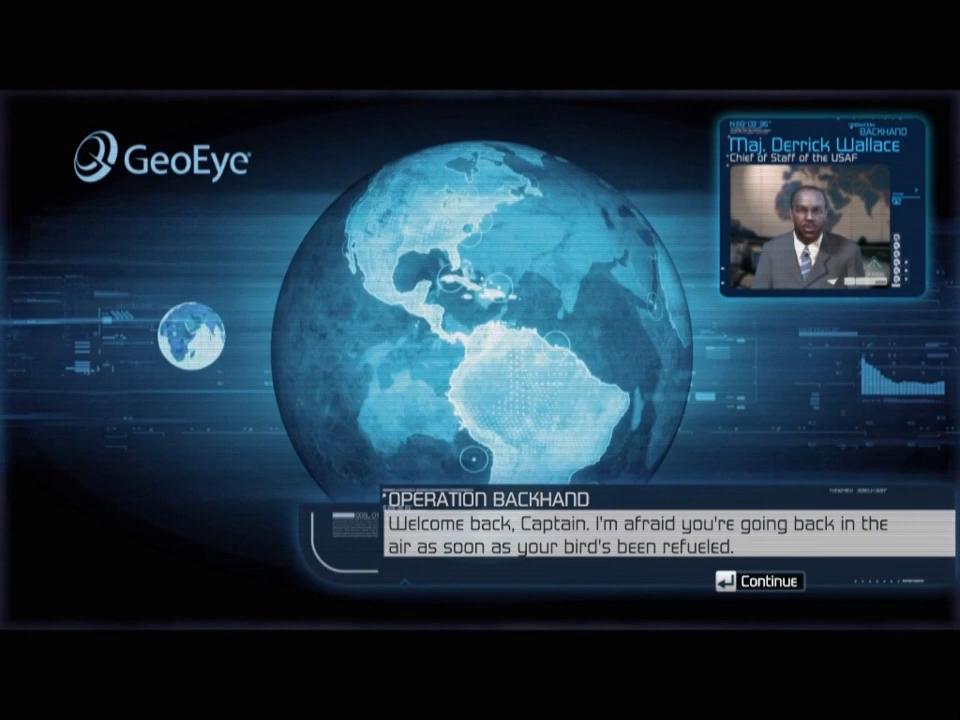 GeoEye
OPERATION
BACKHAND
Maj. Derrick Wallace
Chief of Staff of the USAF
OPERATION BACKHAND
Welcome back, Captain. I'm afraid you're going back in the
air as soon as your bird's been refueled.
Continue